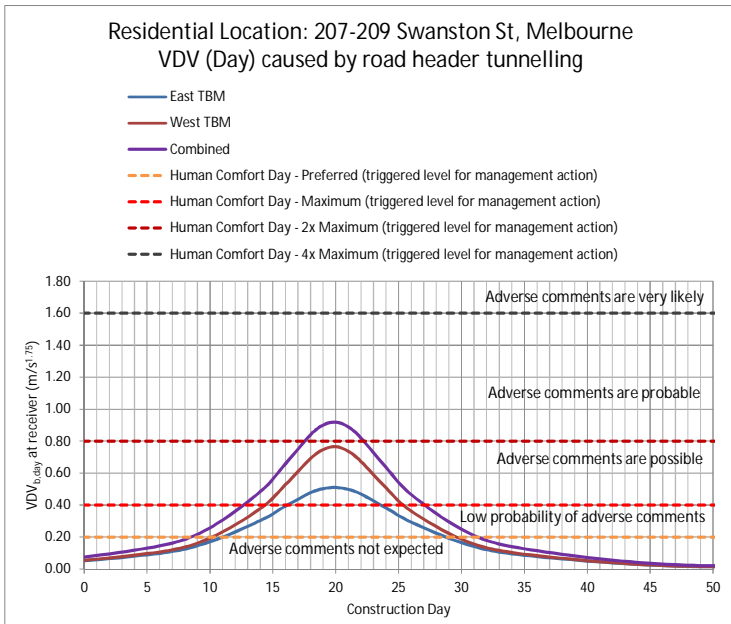 Residential Location: 207-209 Swanston St, Melbourne
VDV (Day) caused by road header tunnelling
East TBM
West TBM
Combined
Human Comfort Day - Preferred (triggered level for management action)
Human Comfort Day - Maximum (triggered level for management action)
Human Comfort Day - 2x Maximum (triggered level for management action)
Human Comfort Day - 4x Maximum (triggered level for management action)
VDVb,day at receiver (m/s1.75)
1.80
Adverse comments are very likely
1.60
1.40
1.20
Adverse comments are probable
1.00
0.80
Adverse comments are possible
0.60
0.40
Low probability of adverse comments
0.20
Adverse comments not expected
0.00
0 5 10 15 20 25 30 35 40 45 50
Construction Day